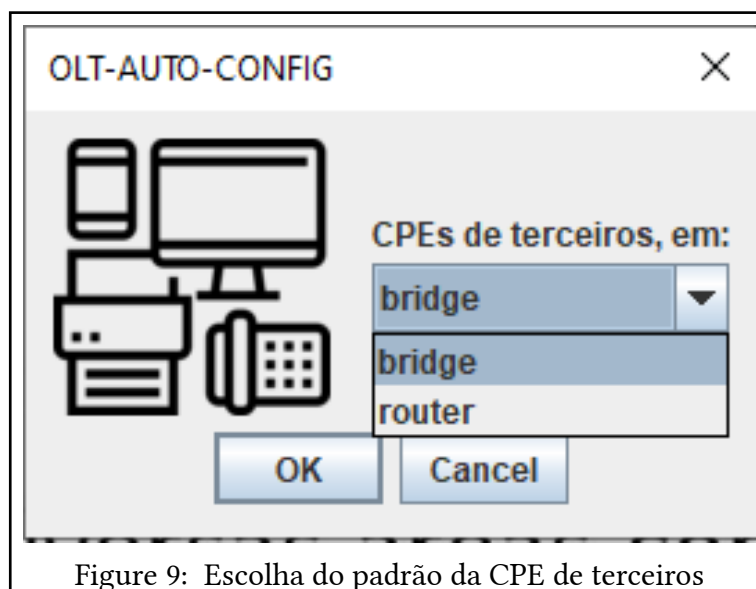 OLT-AUTO-CONFIG
CPEs de terceiros, em:
bridge
bridge
router
OK
Cancel
Figure 9: Escolha do padrão da CPE de terceiros